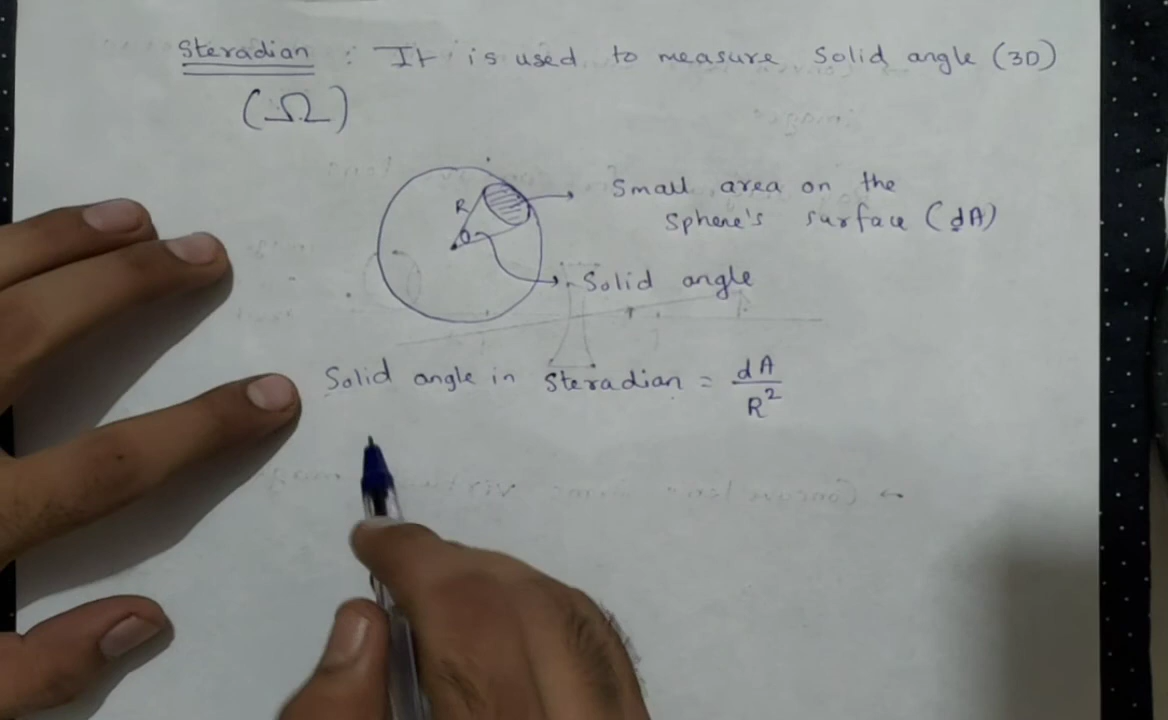 Steradian : It is used to measure Solid angle (3D)
(Ω)
R
Small area on the
Sphere's surface (dA)
Solid angle
Solid angle in Steradian = dA / R²